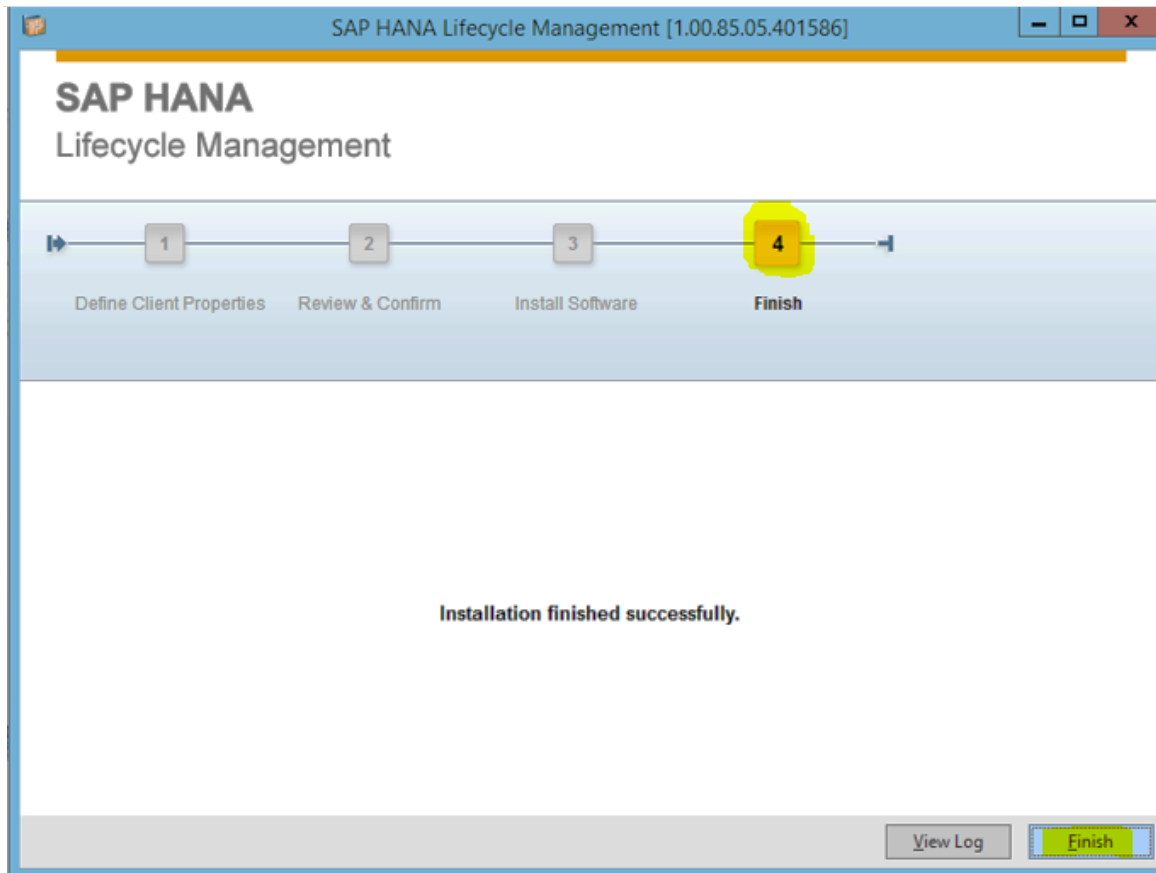 SAP HANA Lifecycle Management [1.00.85.05.401586]
SAP HANA
Lifecycle Management
1 2 3 4
Define Client Properties Review & Confirm Install Software Finish
Installation finished successfully.
View Log Finish